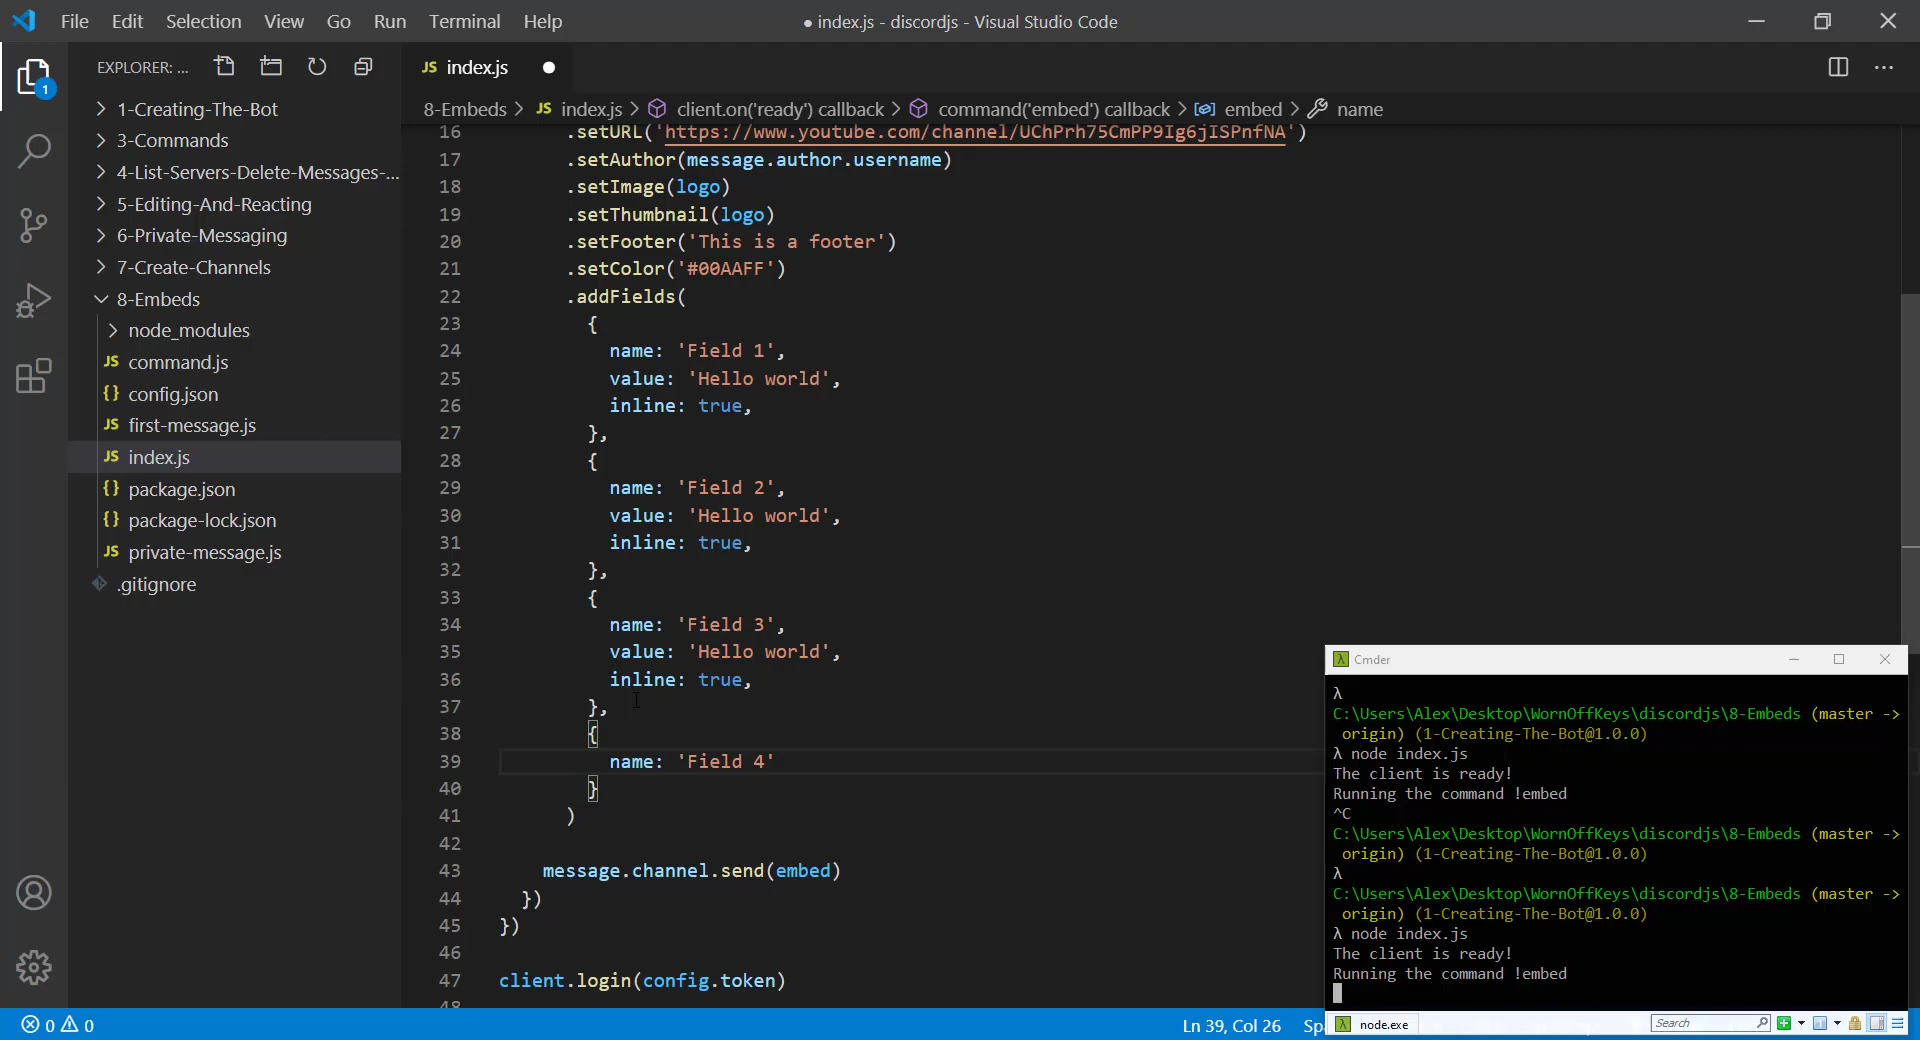 File Edit Selection View Go Run Terminal Help
● index.js - discordjs - Visual Studio Code
EXPLORER: ...
1
1-Creating-The-Bot
3-Commands
4-List-Servers-Delete-Messages-...
5-Editing-And-Reacting
6-Private-Messaging
7-Create-Channels
8-Embeds
node_modules
JS command.js
{} config.json
JS first-message.js
JS index.js
{} package.json
{} package-lock.json
JS private-message.js
.gitignore
JS index.js ●
8-Embeds > JS index.js > client.on('ready') callback > command('embed') callback > embed > name
16 .setURL('https://www.youtube.com/channel/UChPrh75CmPP9Ig6jISPnfNA')
17 .setAuthor(message.author.username)
18 .setImage(logo)
19 .setThumbnail(logo)
20 .setFooter('This is a footer')
21 .setColor('#00AAFF')
22 .addFields(
23 {
24 name: 'Field 1',
25 value: 'Hello world',
26 inline: true,
27 },
28 {
29 name: 'Field 2',
30 value: 'Hello world',
31 inline: true,
32 },
33 {
34 name: 'Field 3',
35 value: 'Hello world',
36 inline: true,
37 },
38 {
39 name: 'Field 4'
40 }
41 )
42
43 message.channel.send(embed)
44 })
45 })
46
47 client.login(config.token)
48
Cmder
λ
C:\Users\Alex\Desktop\WornOffKeys\discordjs\8-Embeds (master ->
origin) (1-Creating-The-Bot@1.0.0)
λ node index.js
The client is ready!
Running the command !embed
^C
C:\Users\Alex\Desktop\WornOffKeys\discordjs\8-Embeds (master ->
origin) (1-Creating-The-Bot@1.0.0)
λ
C:\Users\Alex\Desktop\WornOffKeys\discordjs\8-Embeds (master ->
origin) (1-Creating-The-Bot@1.0.0)
λ node index.js
The client is ready!
Running the command !embed
node.exe
Search
0 0
Ln 39, Col 26